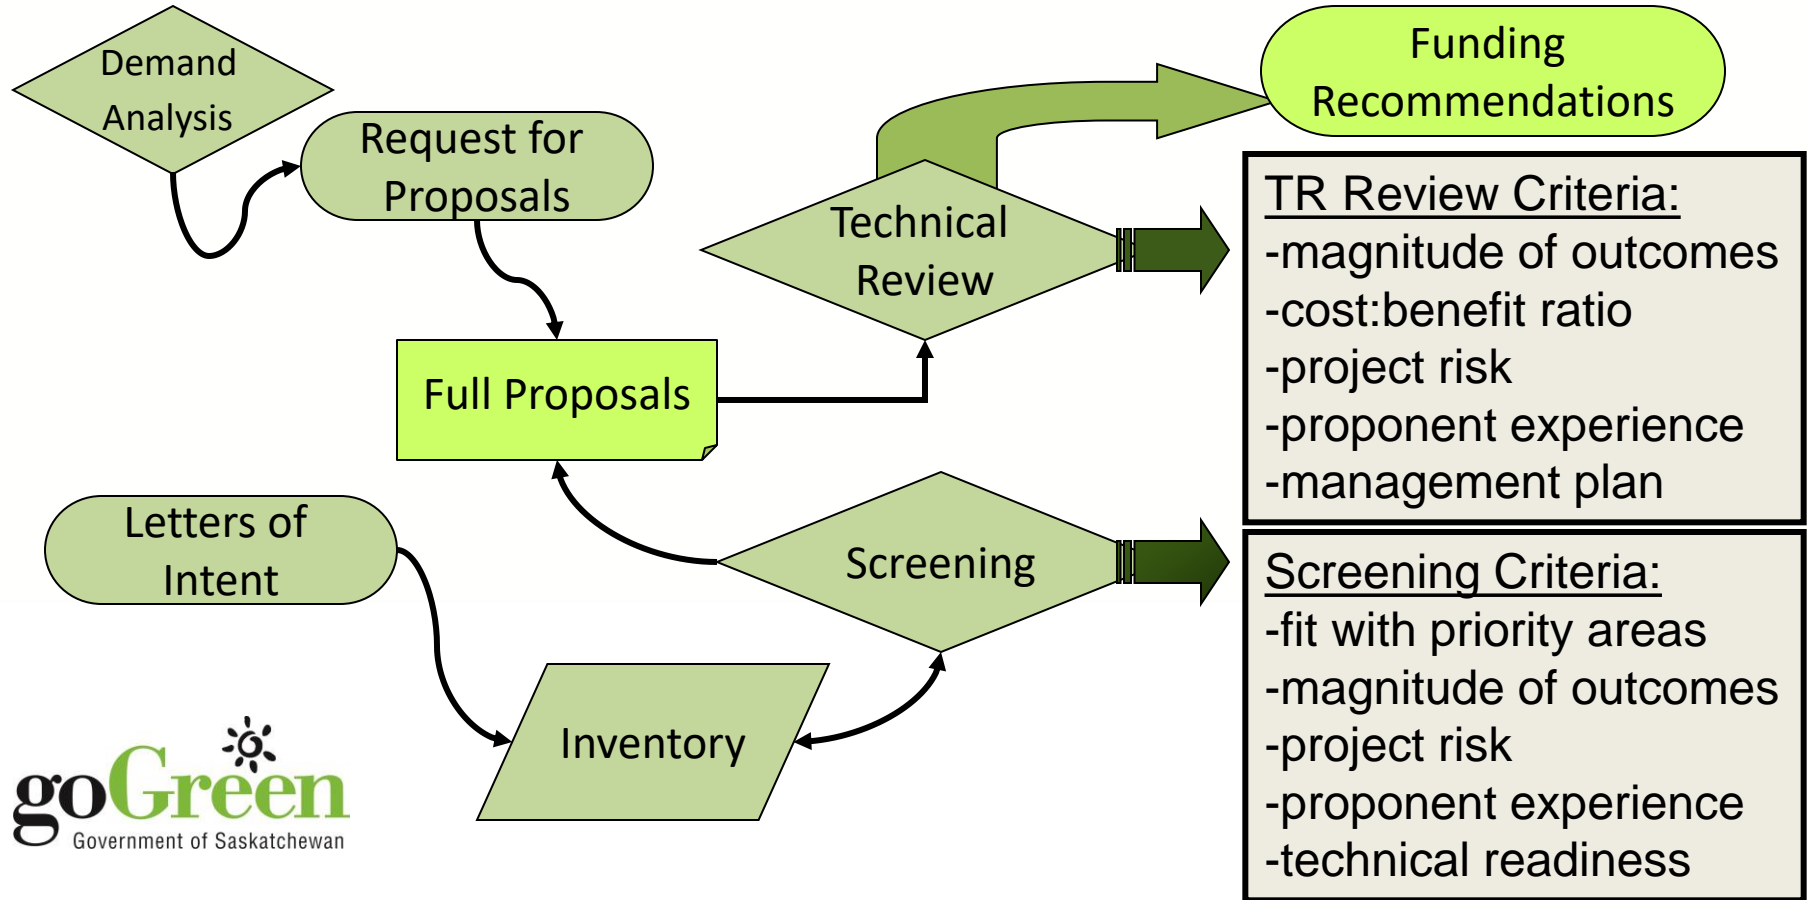 Demand
Analysis
Request for
Proposals
Full Proposals
Technical
Review
Funding
Recommendations
TR Review Criteria:
-magnitude of outcomes
-cost:benefit ratio
-project risk
-proponent experience
-management plan
Letters of
Intent
Inventory
Screening
Screening Criteria:
-fit with priority areas
-magnitude of outcomes
-project risk
-proponent experience
-technical readiness
goGreen
Government of Saskatchewan